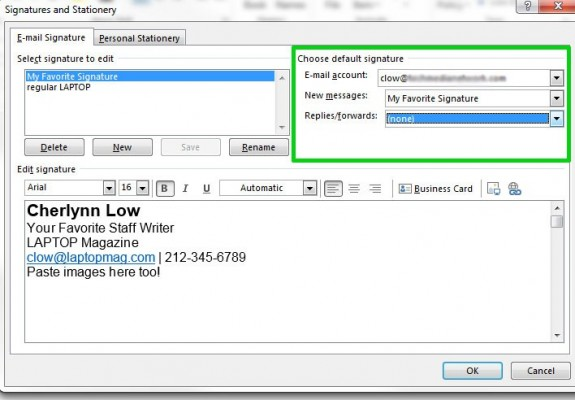 Signatures and Stationery
E-mail Signature
Personal Stationery
Select signature to edit
My Favorite Signature
regular LAPTOP
Delete
New
Save
Rename
Choose default signature
E-mail account: clow@
New messages: My Favorite Signature
Replies/forwards: (none)
Edit signature
Arial 16 B I U Automatic Business Card
Cherlynn Low
Your Favorite Staff Writer
LAPTOP Magazine
clow@laptopmag.com | 212-345-6789
Paste images here too!
OK
Cancel